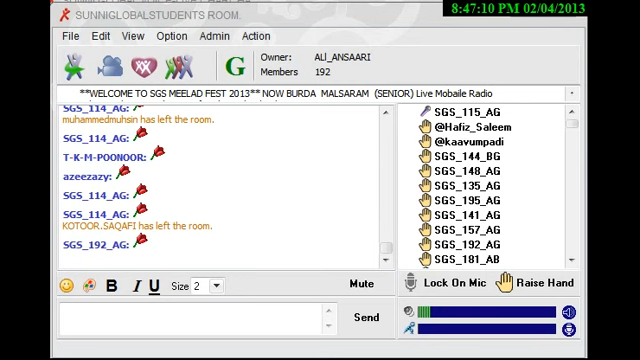 8:47:10 PM 02/04/2013
SUNNIGLOBALSTUDENTS ROOM.
File Edit View Option Admin Action
G
Owner: ALİ_ANSAARI
Members 192
**WELCOME TO SGS MEELAD FEST 2013** NOW BURDA MALSARAM (SENIOR) Live Mobaile Radio
SGS_114_AG:
muhammedmuhsin has left the room.
SGS_114_AG:
T-K-M-POONOOR:
azeezazy:
SGS_114_AG:
SGS_114_AG:
KOTOOR.SAQAFI has left the room.
SGS_192_AG:
SGS_115_AG
@Hafiz_Saleem
@kaavumpadi
SGS_144_BG
SGS_148_AG
SGS_135_AG
SGS_195_AG
SGS_141_AG
SGS_157_AG
SGS_192_AG
SGS_181_AB
B I U Size 2 Mute
Lock On Mic Raise Hand
Send